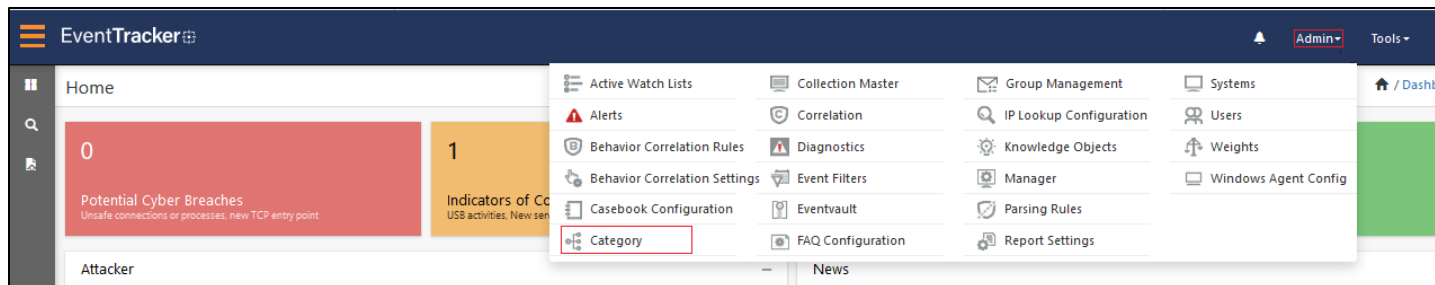 EventTracker
Admin
Tools
Home
/ Dashb
Active Watch Lists
Collection Master
Group Management
Systems
Alerts
Correlation
IP Lookup Configuration
Users
Behavior Correlation Rules
Diagnostics
Knowledge Objects
Weights
Behavior Correlation Settings
Event Filters
Manager
Windows Agent Config
Casebook Configuration
Eventvault
Parsing Rules
Category
FAQ Configuration
Report Settings
0
Potential Cyber Breaches
Unsafe connections or processes, new TCP entry point
1
Indicators of Co
USB activities, New ser
Attacker
News